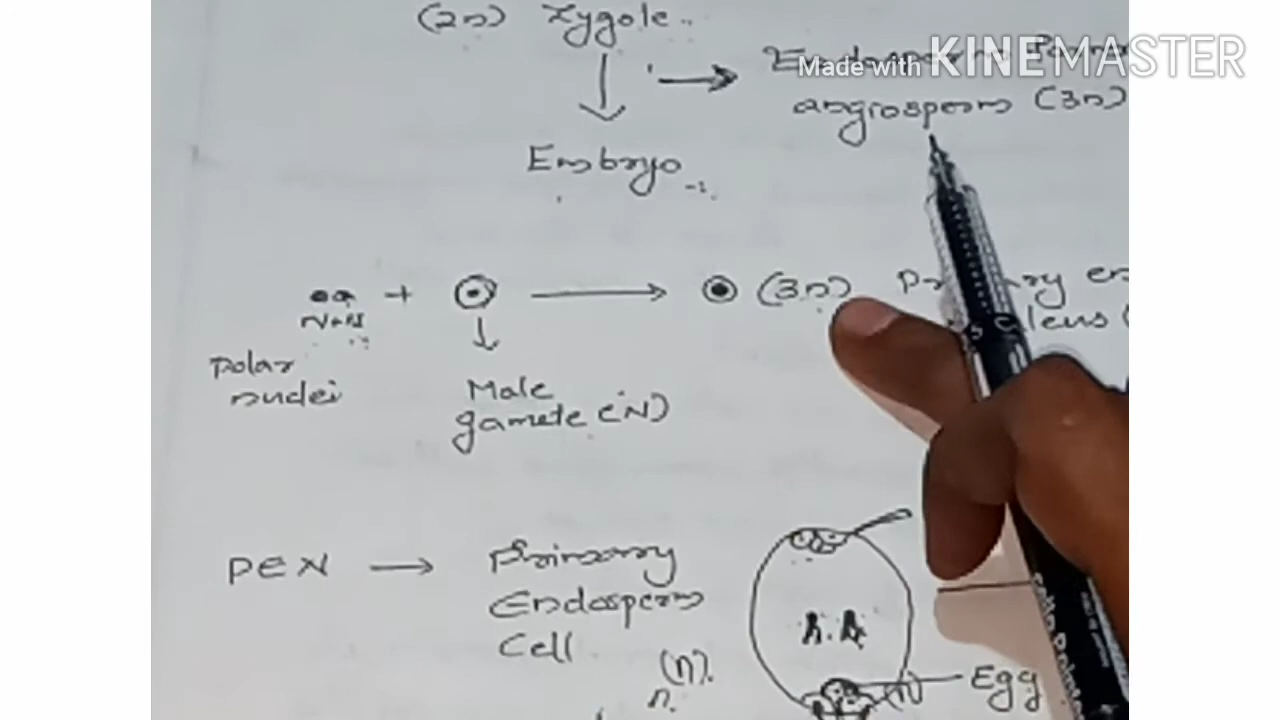 (2n) Zygote
Made with KINEMASTER
angiosperm (3n)
Embryo
N+N + → (3n)
Polar nuclei
Male gamete (N)
PEN → Primary
Endosperm
Cell
(n)
n
(n) Egg